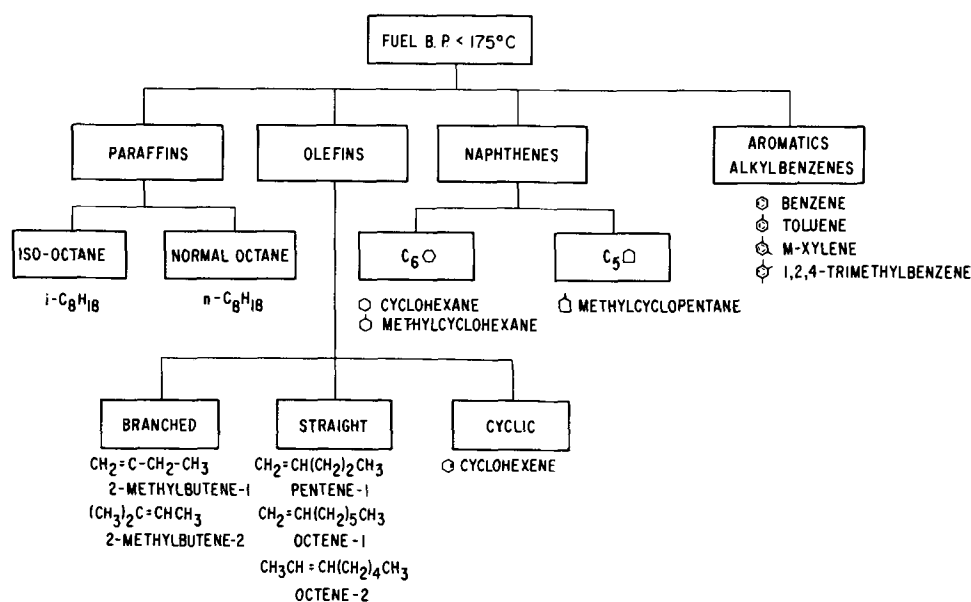 FUEL B. P. < 175°C
PARAFFINS
OLEFINS
NAPHTHENES
AROMATICS
ALKYLBENZENES
BENZENE
TOLUENE
M-XYLENE
1,2,4-TRIMETHYLBENZENE
ISO-OCTANE
i-C₈H₁₈
NORMAL OCTANE
n-C₈H₁₈
C₆
CYCLOHEXANE
METHYLCYCLOHEXANE
C₅
METHYLCYCLOPENTANE
BRANCHED
CH₂=C-CH₂-CH₃
2-METHYLBUTENE-1
(CH₃)₂C=CHCH₃
2-METHYLBUTENE-2
STRAIGHT
CH₂=CH(CH₂)₂CH₃
PENTENE-1
CH₂=CH(CH₂)₅CH₃
OCTENE-1
CH₃CH=CH(CH₂)₄CH₃
OCTENE-2
CYCLIC
CYCLOHEXENE